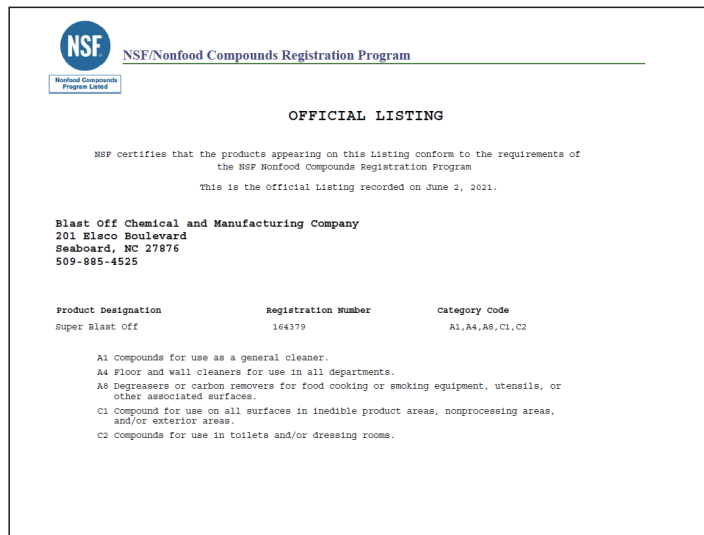 NSF
Nonfood Compounds
Program Listed
NSF/Nonfood Compounds Registration Program
OFFICIAL LISTING
NSF certifies that the products appearing on this Listing conform to the requirements of
the NSF Nonfood Compounds Registration Program
This is the Official Listing recorded on June 2, 2021.
Blast Off Chemical and Manufacturing Company
201 Elsco Boulevard
Seaboard, NC 27876
509-885-4525
Product Designation Registration Number Category Code
Super Blast Off 164379 A1,A4,A8,C1,C2
A1 Compounds for use as a general cleaner.
A4 Floor and wall cleaners for use in all departments.
A8 Degreasers or carbon removers for food cooking or smoking equipment, utensils, or
other associated surfaces.
C1 Compound for use on all surfaces in inedible product areas, nonprocessing areas,
and/or exterior areas.
C2 Compounds for use in toilets and/or dressing rooms.